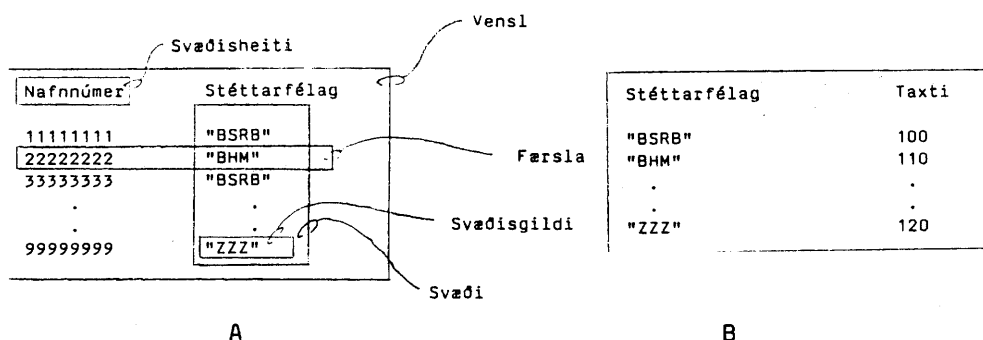 Vensl
Svæðisheiti
Nafnnúmer Stéttarfélag
11111111 "BSRB"
22222222 "BHM"
33333333 "BSRB"
. .
. .
99999999 "ZZZ"
Færsla
Svæðisgildi
Svæði
A
Stéttarfélag Taxti
"BSRB" 100
"BHM" 110
. .
. .
"ZZZ" 120
B